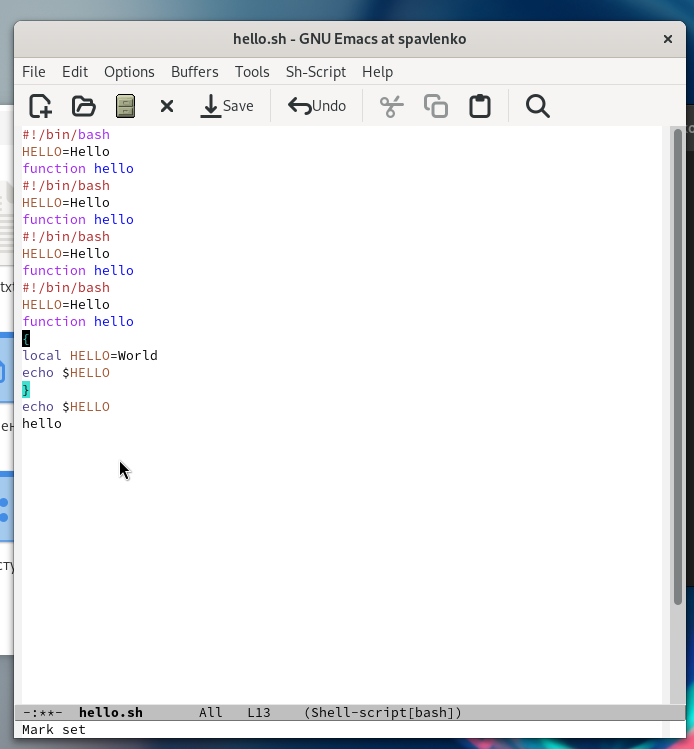 hello.sh - GNU Emacs at spavlenko
File Edit Options Buffers Tools Sh-Script Help
Save Undo
#!/bin/bash
HELLO=Hello
function hello
#!/bin/bash
HELLO=Hello
function hello
#!/bin/bash
HELLO=Hello
function hello
#!/bin/bash
HELLO=Hello
function hello
{
local HELLO=World
echo $HELLO
}
echo $HELLO
hello
-:**- hello.sh All L13 (Shell-script[bash])
Mark set